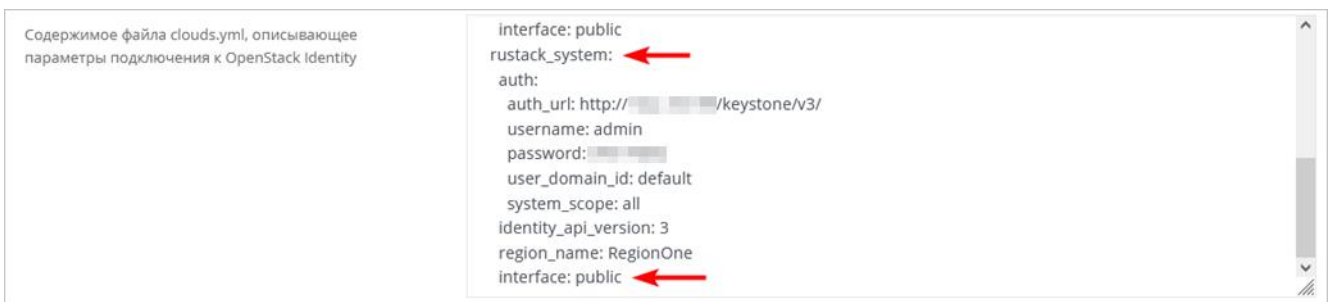 Содержимое файла clouds.yml, описывающее
параметры подключения к OpenStack Identity
interface: public
rustack_system:
auth:
auth_url: http:// /keystone/v3/
username: admin
password:
user_domain_id: default
system_scope: all
identity_api_version: 3
region_name: RegionOne
interface: public